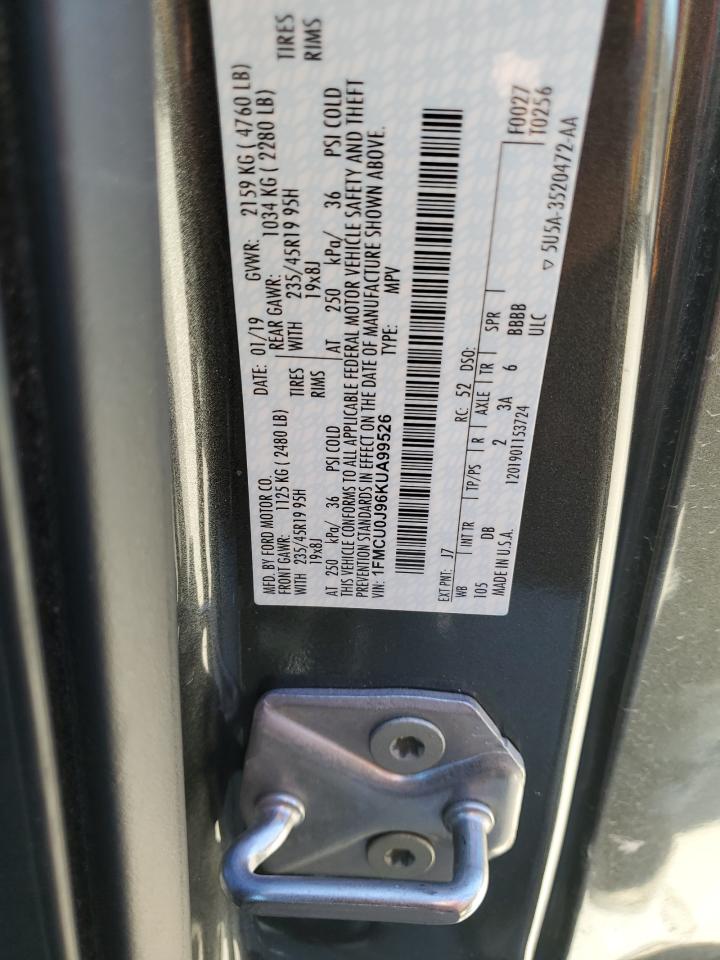 MFD. BY FORD MOTOR CO.
DATE: 01/19 GVWR: 2159 KG ( 4760 LB)
FRONT GAWR: 1125 KG ( 2480 LB) REAR GAWR: 1034 KG ( 2280 LB)
WITH 235/45R19 95H TIRES WITH 235/45R19 95H TIRES
19x8J RIMS 19x8J RIMS
AT 250 kPa/ 36 PSI COLD AT 250 kPa/ 36 PSI COLD
THIS VEHICLE CONFORMS TO ALL APPLICABLE FEDERAL MOTOR VEHICLE SAFETY AND THEFT
PREVENTION STANDARDS IN EFFECT ON THE DATE OF MANUFACTURE SHOWN ABOVE.
VIN: 1FMCU0J96KUA99526 TYPE: MPV
EXT PNT: J7 RC: 52 DSO: F0027
WB INT TR TP/PS R AXLE TR SPR T0256
105 DB 2 3A 6 BBBB
MADE IN U.S.A. 1201901153724 ULC
▽ 5U5A-3520472-AA